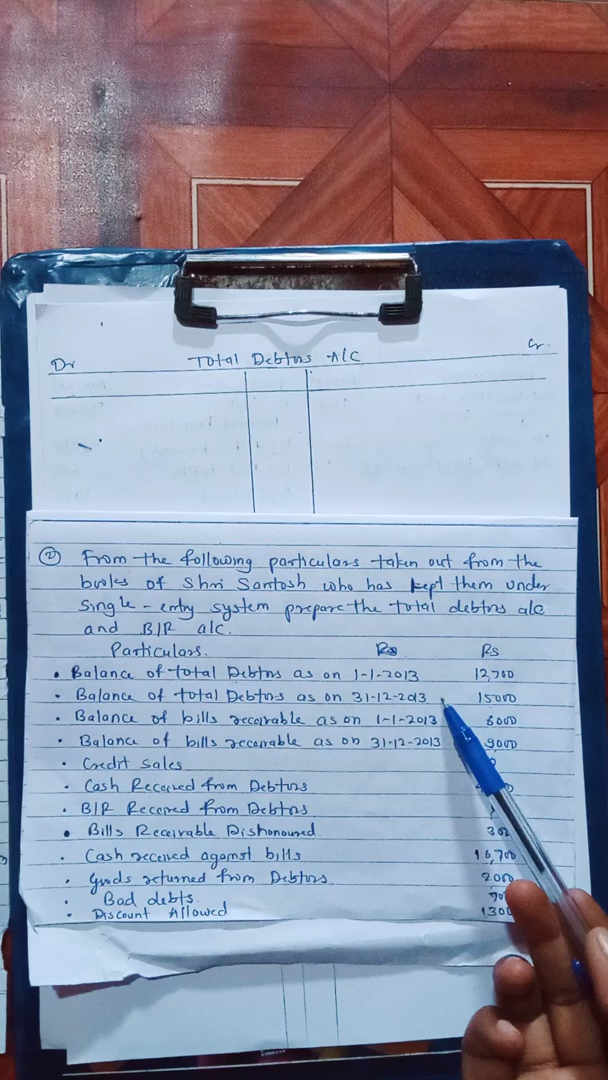 Dr Total Debtors A/C Cr.
② From the following particulars taken out from the
books of Shri Santosh who has kept them under
single-entry system prepare the total debtors a/c
and B/R a/c.
Particulars. Rs Rs
• Balance of total Debtors as on 1-1-2013
• Balance of total Debtors as on 31-12-2013 15000
• Balance of bills receivable as on 1-1-2013
• Balance of bills receivable as on 31-12-2013 9000
• Credit Sales
• Cash Received from Debtors
• B/R Received from Debtors
• Bills Receivable Dishonoured
• Cash received against bills 16,700
• Goods returned from Debtors 2000
• Bad debts.
• Discount Allowed